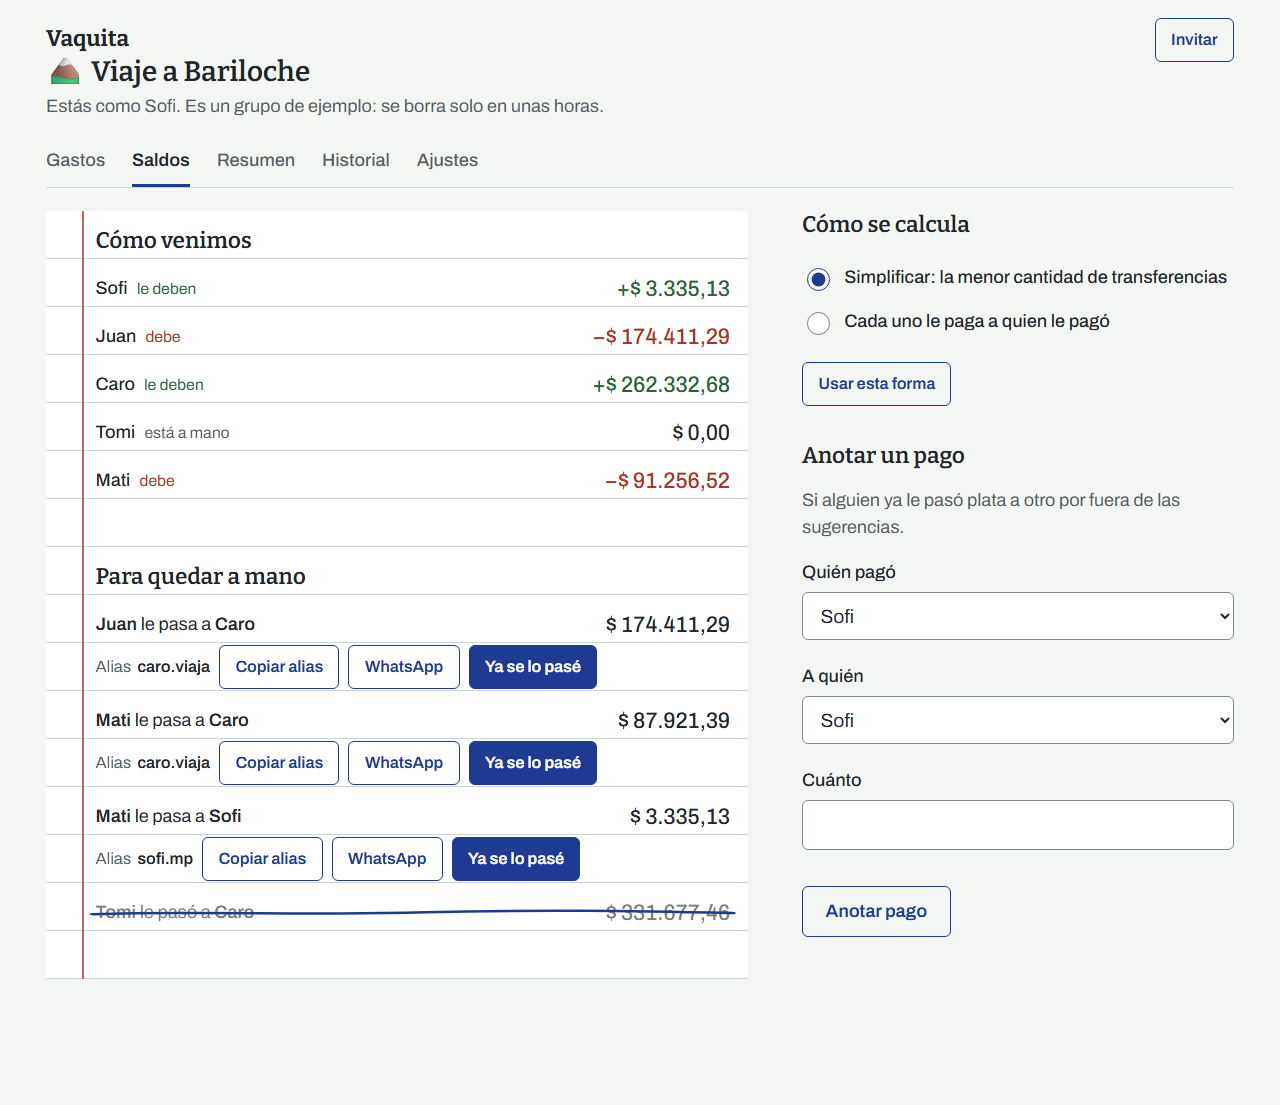 Vaquita
Invitar
Viaje a Bariloche
Estás como Sofi. Es un grupo de ejemplo: se borra solo en unas horas.
Gastos Saldos Resumen Historial Ajustes
Cómo venimos
Sofi le deben +$ 3.335,13
Juan debe −$ 174.411,29
Caro le deben +$ 262.332,68
Tomi está a mano $ 0,00
Mati debe −$ 91.256,52
Para quedar a mano
Juan le pasa a Caro $ 174.411,29
Alias caro.viaja Copiar alias WhatsApp Ya se lo pasé
Mati le pasa a Caro $ 87.921,39
Alias caro.viaja Copiar alias WhatsApp Ya se lo pasé
Mati le pasa a Sofi $ 3.335,13
Alias sofi.mp Copiar alias WhatsApp Ya se lo pasé
Tomi le pasó a Caro $ 331.677,46
Cómo se calcula
Simplificar: la menor cantidad de transferencias
Cada uno le paga a quien le pagó
Usar esta forma
Anotar un pago
Si alguien ya le pasó plata a otro por fuera de las
sugerencias.
Quién pagó
Sofi
A quién
Sofi
Cuánto
Anotar pago